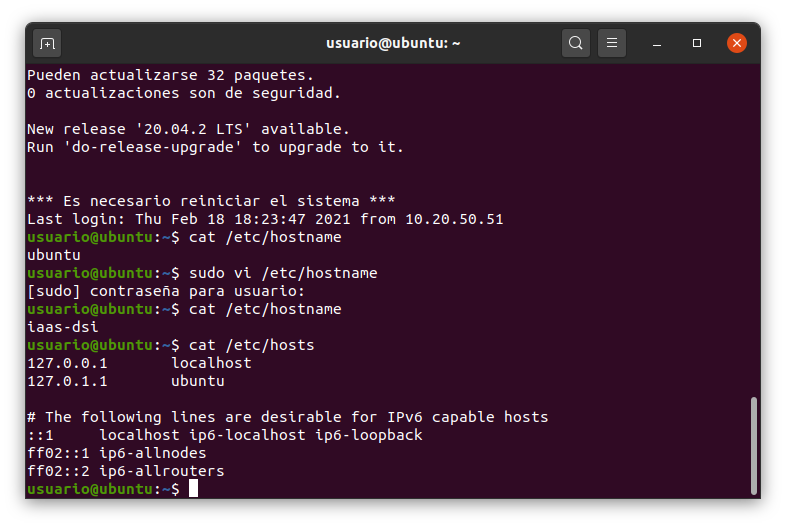 usuario@ubuntu: ~
Pueden actualizarse 32 paquetes.
0 actualizaciones son de seguridad.
New release '20.04.2 LTS' available.
Run 'do-release-upgrade' to upgrade to it.
*** Es necesario reiniciar el sistema ***
Last login: Thu Feb 18 18:23:47 2021 from 10.20.50.51
usuario@ubuntu:~$ cat /etc/hostname
ubuntu
usuario@ubuntu:~$ sudo vi /etc/hostname
[sudo] contraseña para usuario:
usuario@ubuntu:~$ cat /etc/hostname
iaas-dsi
usuario@ubuntu:~$ cat /etc/hosts
127.0.0.1       localhost
127.0.1.1       ubuntu
# The following lines are desirable for IPv6 capable hosts
::1     localhost ip6-localhost ip6-loopback
ff02::1 ip6-allnodes
ff02::2 ip6-allrouters
usuario@ubuntu:~$